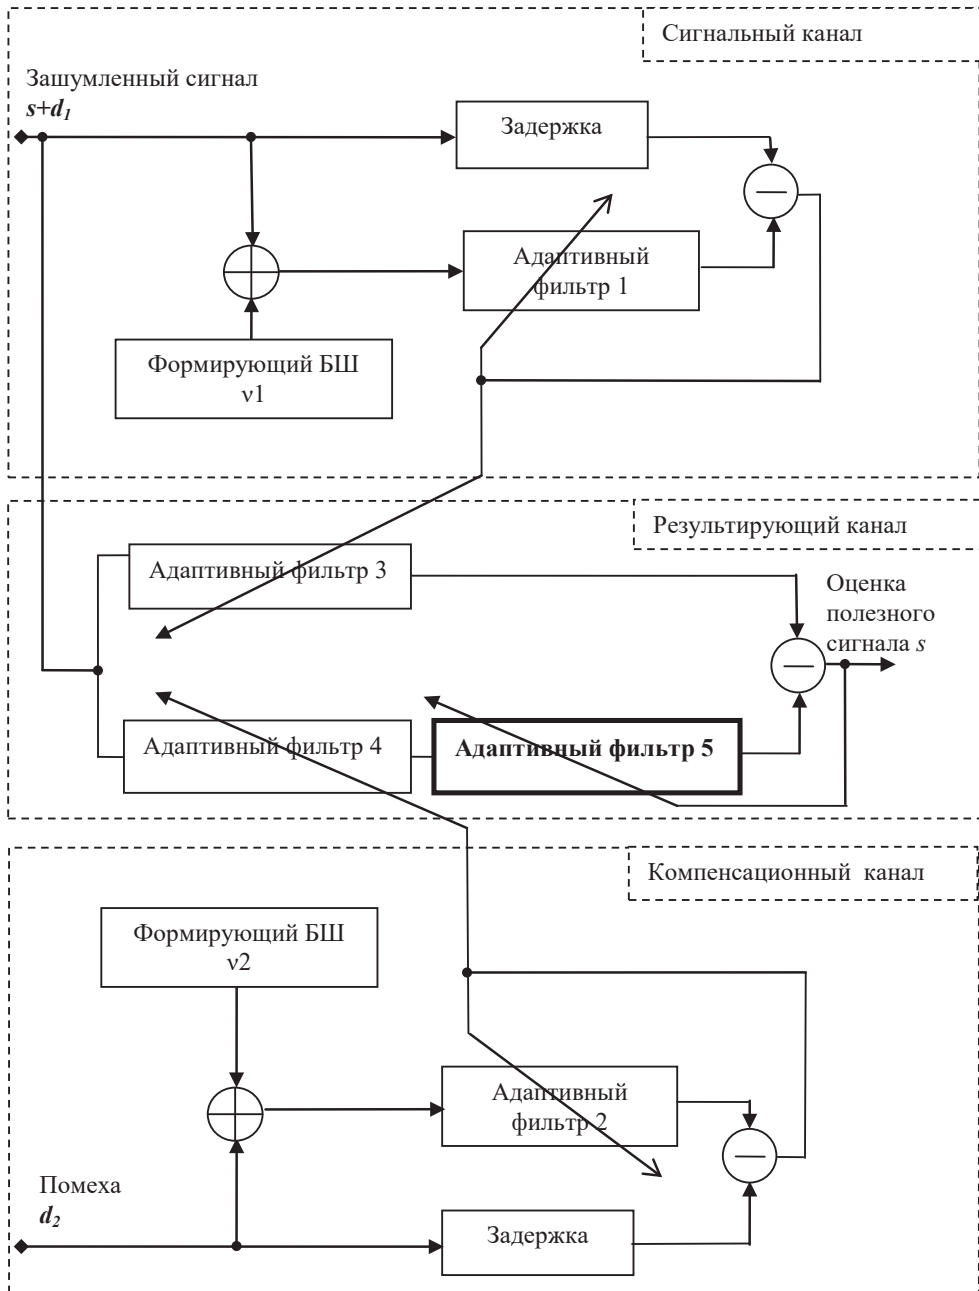 Сигнальный канал
Зашумленный сигнал
s+d₁
Задержка
Адаптивный
фильтр 1
Формирующий БШ
ν1
Результирующий канал
Адаптивный фильтр 3
Оценка
полезного
сигнала s
Адаптивный фильтр 4
Адаптивный фильтр 5
Компенсационный канал
Формирующий БШ
ν2
Адаптивный
фильтр 2
Помеха
d₂
Задержка